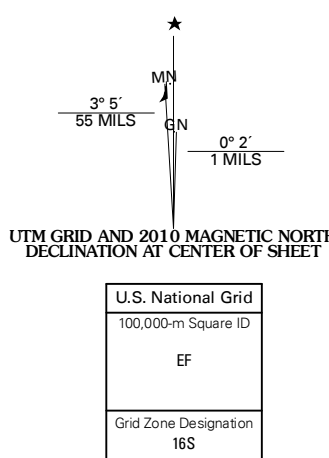 MN
3° 5´
55 MILS
GN
0° 2´
1 MILS
UTM GRID AND 2010 MAGNETIC NORTH
DECLINATION AT CENTER OF SHEET
U.S. National Grid
100,000-m Square ID
EF
Grid Zone Designation
16S